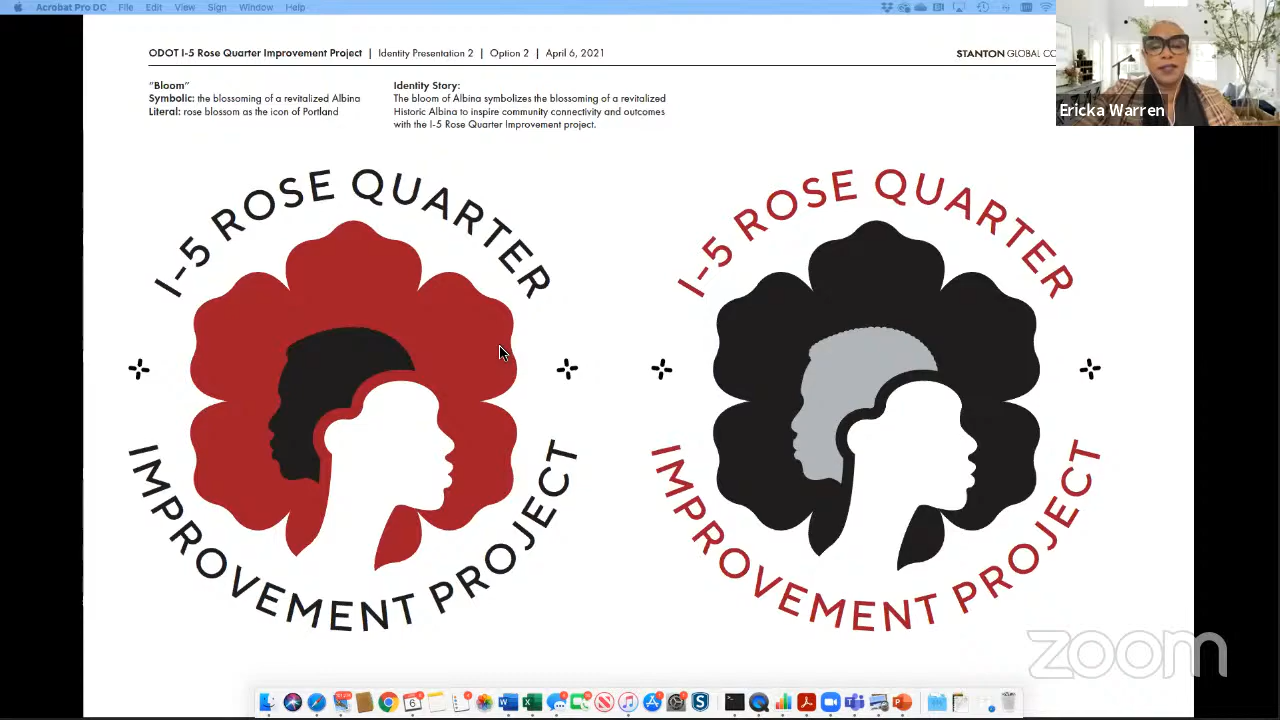 Acrobat Pro DC File Edit View Sign Window Help
ODOT I-5 Rose Quarter Improvement Project | Identity Presentation 2 | Option 2 | April 6, 2021
STANTON GLOBAL CO
"Bloom"
Symbolic: the blossoming of a revitalized Albina
Literal: rose blossom as the icon of Portland
Identity Story:
The bloom of Albina symbolizes the blossoming of a revitalized
Historic Albina to inspire community connectivity and outcomes
with the I-5 Rose Quarter Improvement project.
Ericka Warren
I-5 ROSE QUARTER
IMPROVEMENT PROJECT
I-5 ROSE QUARTER
IMPROVEMENT PROJECT
zoom